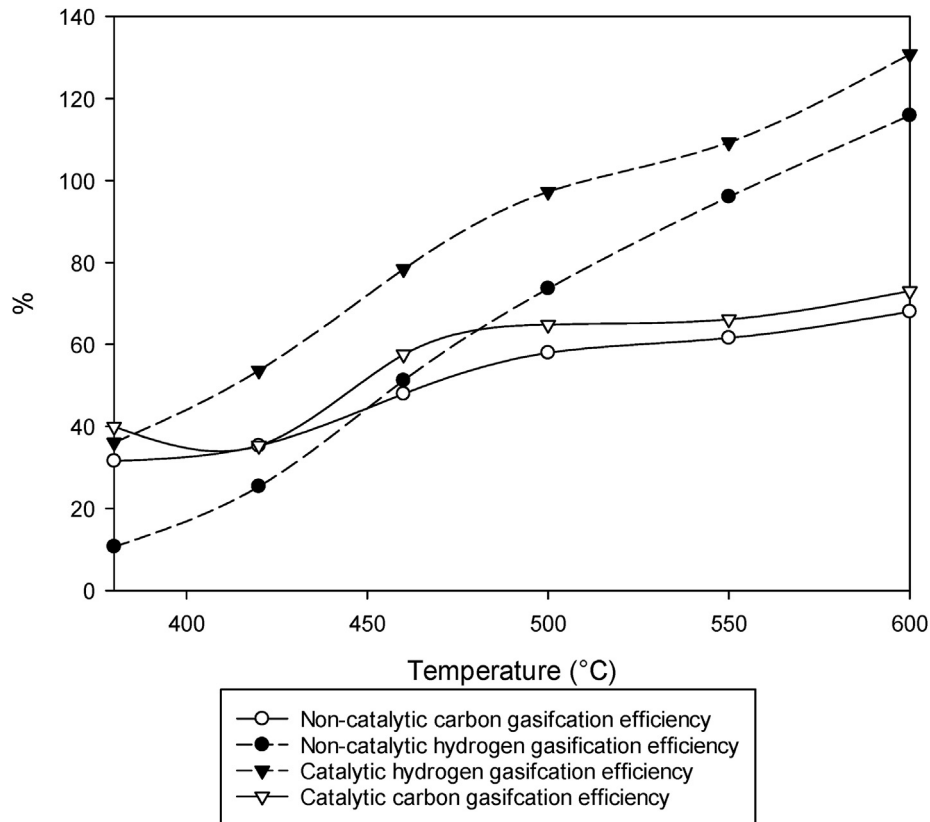 140
120
100
80
60
40
20
0
%
400 450 500 550 600
Temperature (°C)
Non-catalytic carbon gasifcation efficiency
Non-catalytic hydrogen gasification efficiency
Catalytic hydrogen gasifcation efficiency
Catalytic carbon gasifcation efficiency